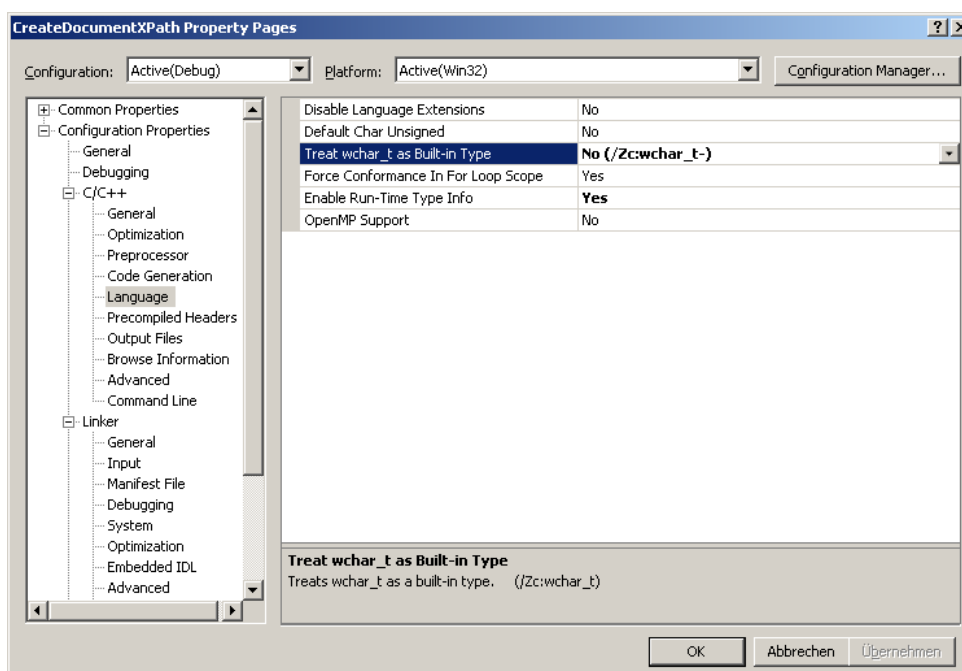 CreateDocumentXPath Property Pages
Configuration: Active(Debug) Platform: Active(Win32) Configuration Manager...
Common Properties
Configuration Properties
General
Debugging
C/C++
General
Optimization
Preprocessor
Code Generation
Language
Precompiled Headers
Output Files
Browse Information
Advanced
Command Line
Linker
General
Input
Manifest File
Debugging
System
Optimization
Embedded IDL
Advanced
Disable Language Extensions No
Default Char Unsigned No
Treat wchar_t as Built-in Type No (/Zc:wchar_t-)
Force Conformance In For Loop Scope Yes
Enable Run-Time Type Info Yes
OpenMP Support No
Treat wchar_t as Built-in Type
Treats wchar_t as a built-in type. (/Zc:wchar_t)
OK Abbrechen Übernehmen